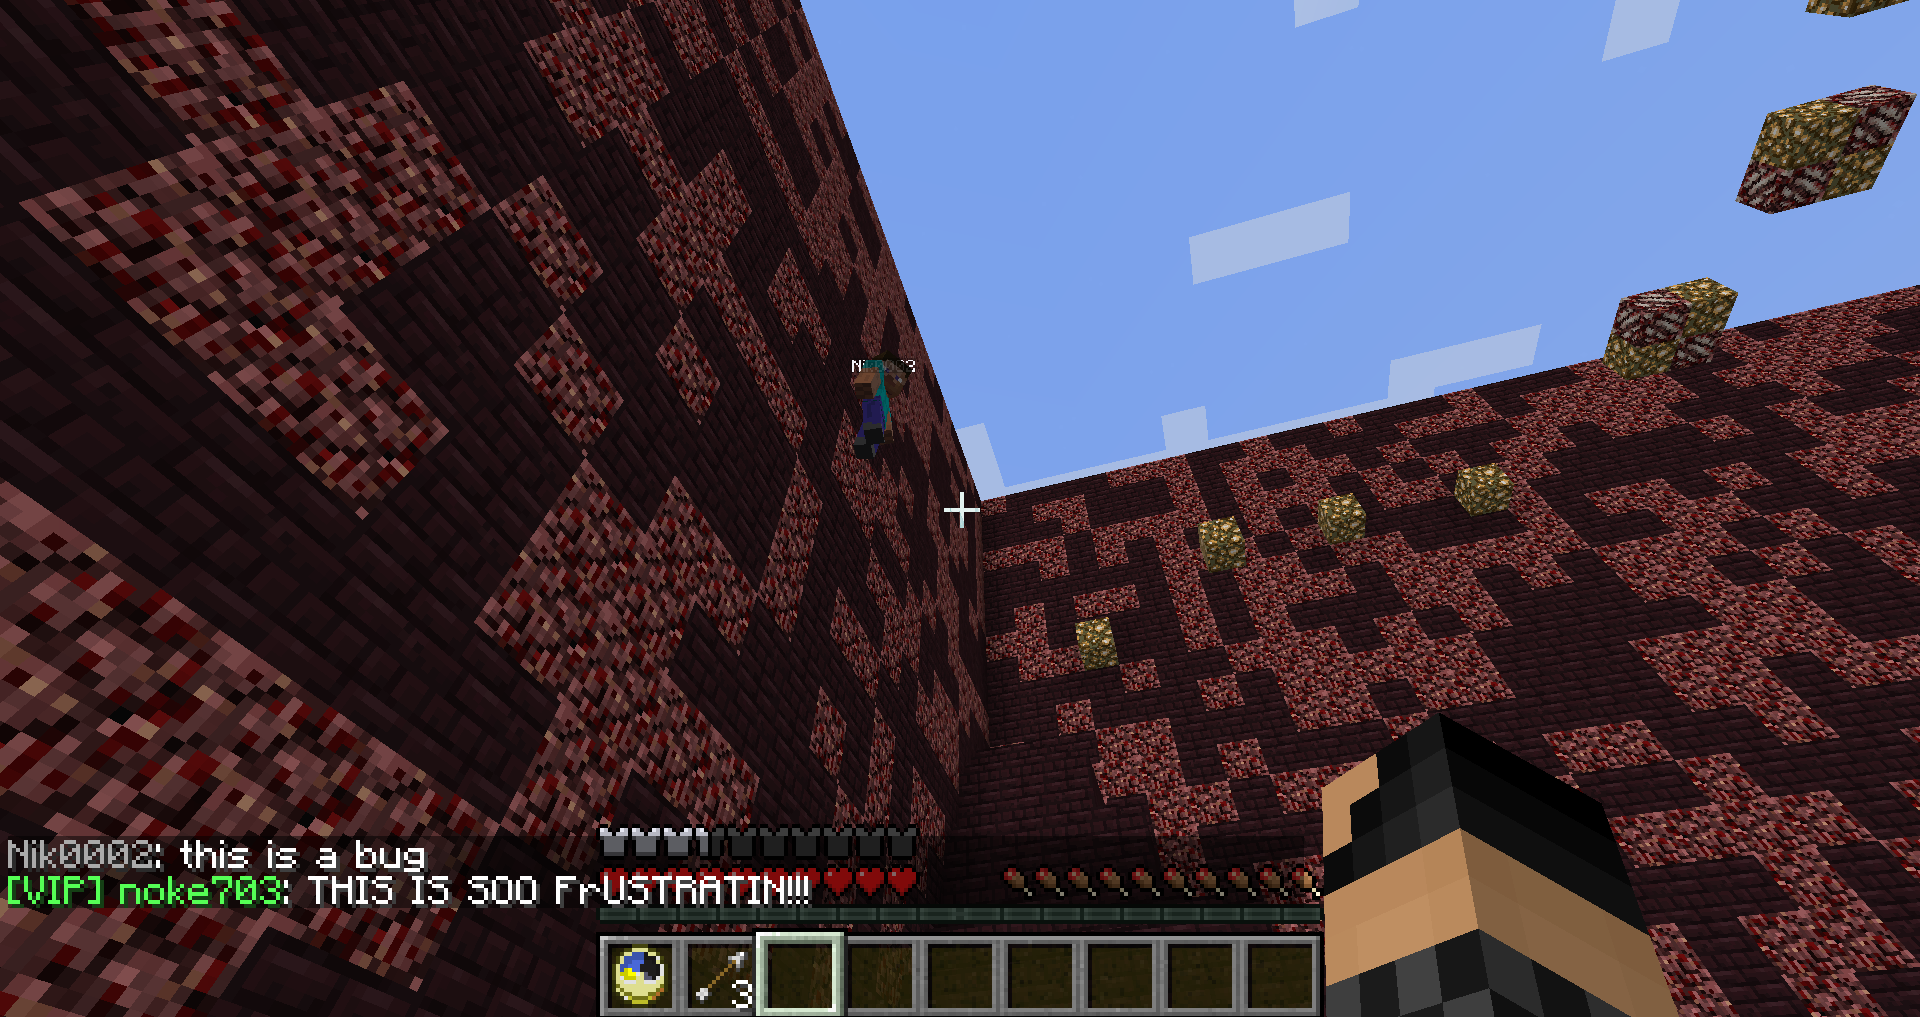 Nik0002: this is a bug
[VIP] noke703: THIS IS SOO FrUSTRATIN!!!
3